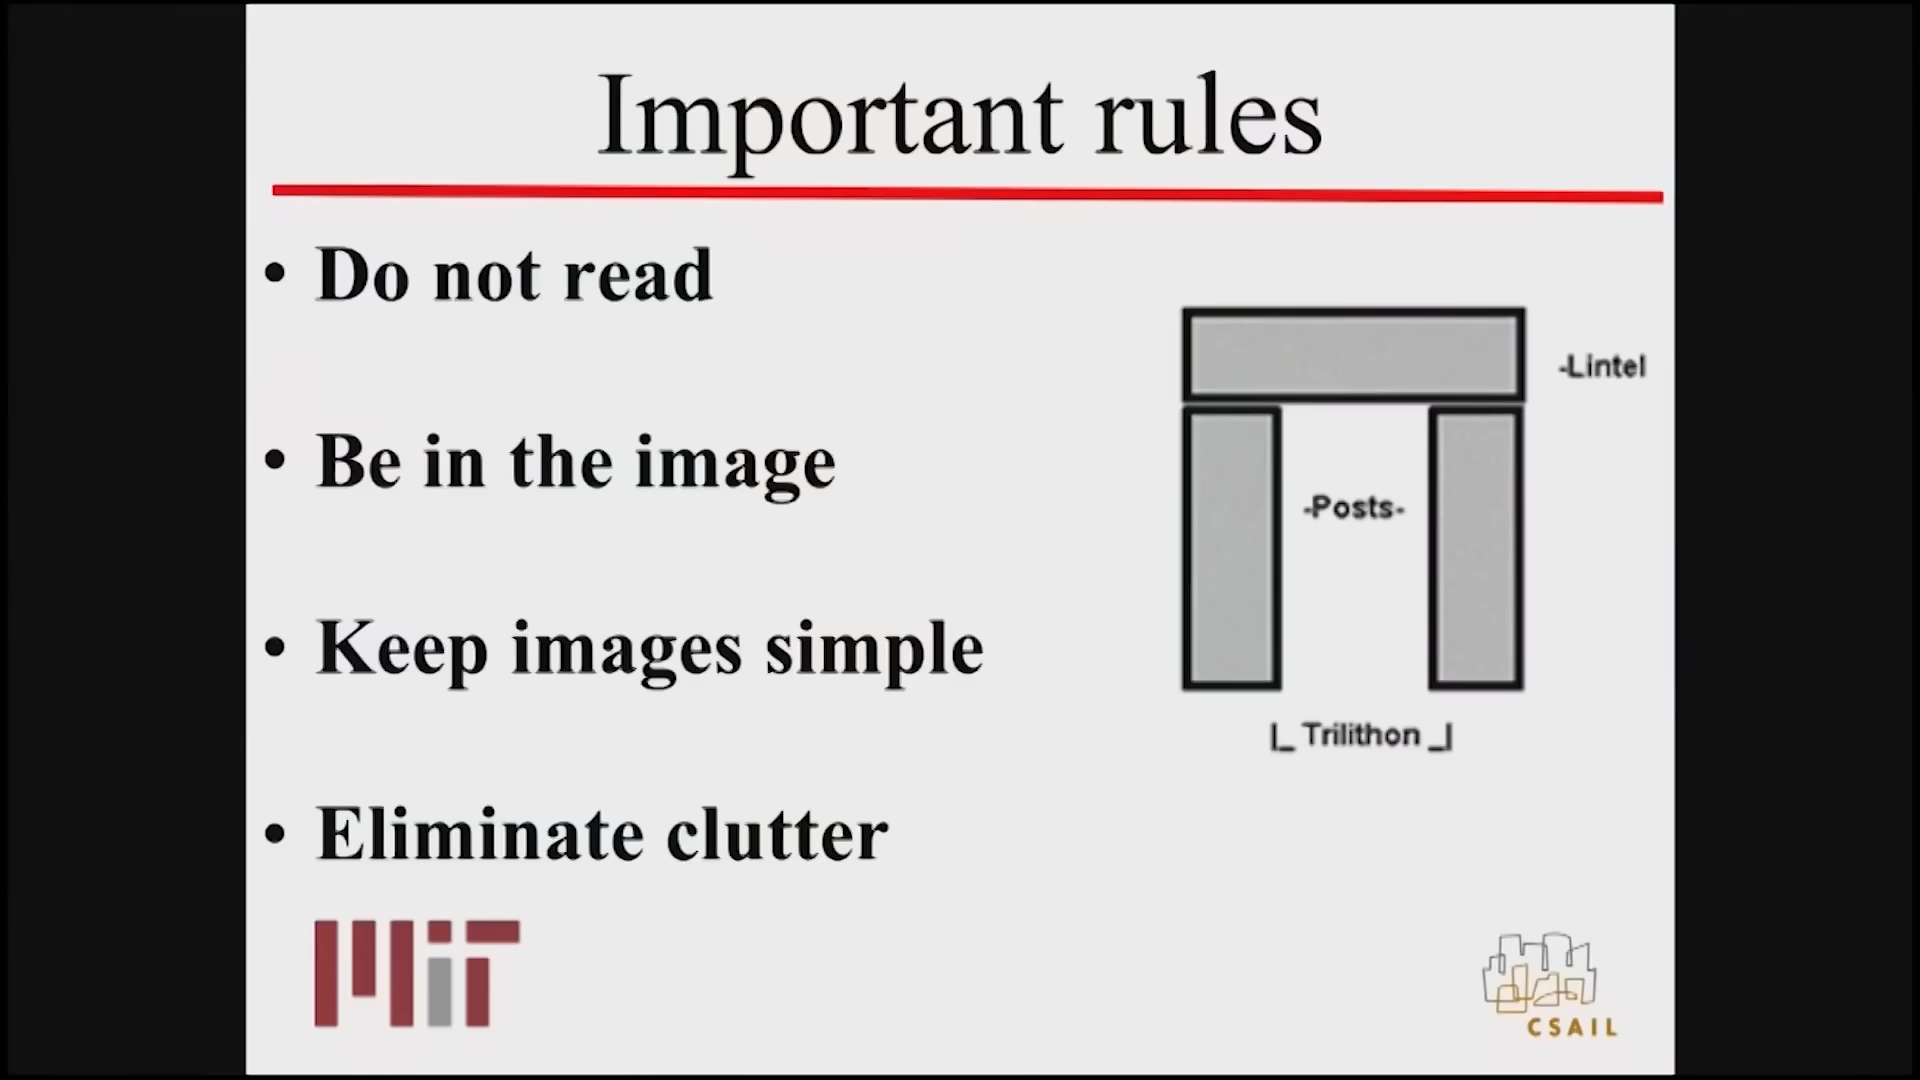 Important rules
• Do not read
• Be in the image
• Keep images simple
• Eliminate clutter
-Lintel
-Posts-
|_ Trilithon _|
MIT
CSAIL